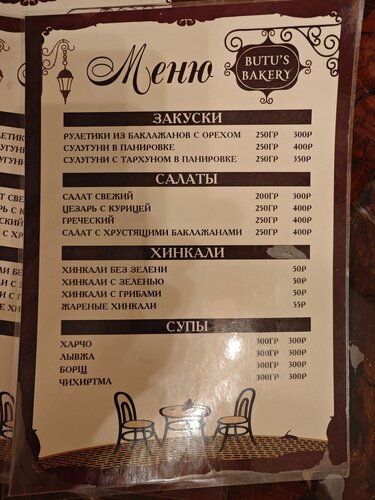 Меню
BUTU'S
BAKERY
ЗАКУСКИ
РУЛЕТИКИ ИЗ БАКЛАЖАНОВ С ОРЕХОМ 250ГР 300Р
СУЛУГУНИ В ПАНИРОВКЕ 250ГР 400Р
СУЛУГУНИ С ТАРХУНОМ В ПАНИРОВКЕ 250ГР 350Р
САЛАТЫ
САЛАТ СВЕЖИЙ 200ГР 300Р
ЦЕЗАРЬ С КУРИЦЕЙ 250ГР 400Р
ГРЕЧЕСКИЙ 250ГР 400Р
САЛАТ С ХРУСТЯЩИМИ БАКЛАЖАНАМИ 250ГР 400Р
ХИНКАЛИ
ХИНКАЛИ БЕЗ ЗЕЛЕНИ 50Р
ХИНКАЛИ С ЗЕЛЕНЬЮ 50Р
ХИНКАЛИ С ГРИБАМИ 50Р
ЖАРЕНЫЕ ХИНКАЛИ 55Р
СУПЫ
ХАРЧО 300ГР 300Р
ЛЫВЖА 300ГР 300Р
БОРЩ 300ГР 300Р
ЧИХИРТМА 300ГР 300Р